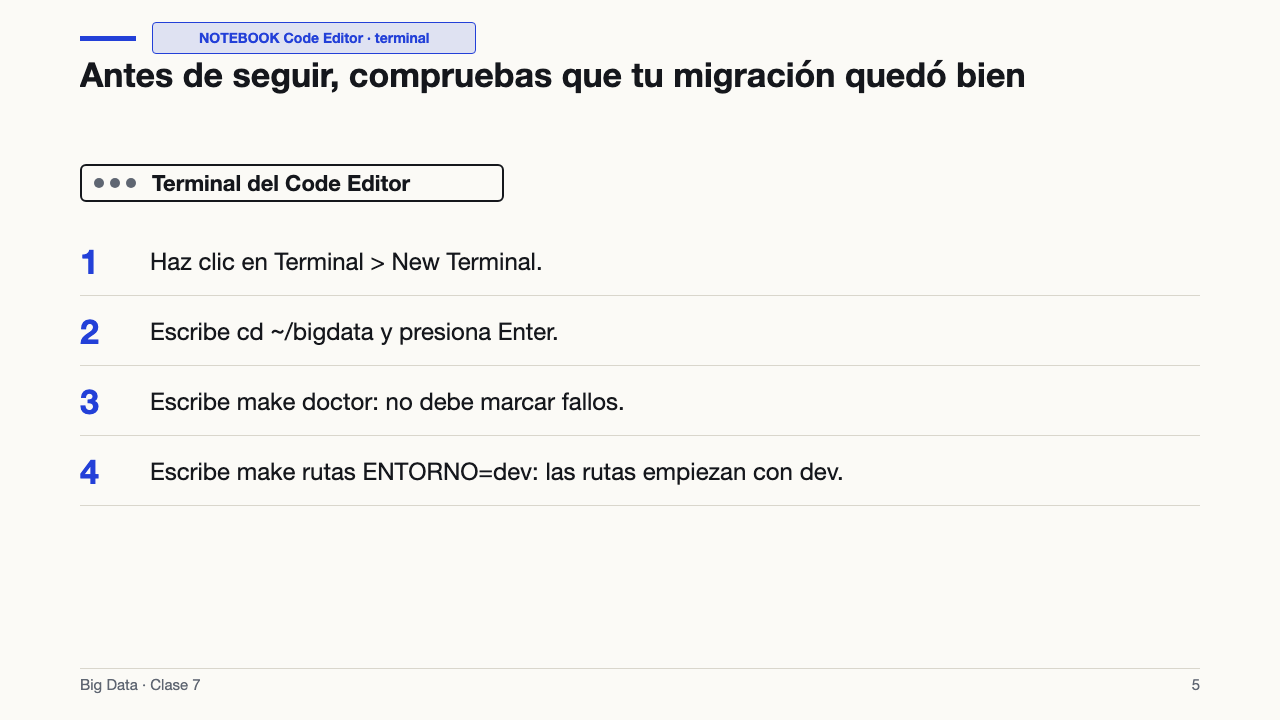 NOTEBOOK Code Editor · terminal
Antes de seguir, compruebas que tu migración quedó bien
Terminal del Code Editor
1 Haz clic en Terminal > New Terminal.
2 Escribe cd ~/bigdata y presiona Enter.
3 Escribe make doctor: no debe marcar fallos.
4 Escribe make rutas ENTORNO=dev: las rutas empiezan con dev.
Big Data · Clase 7 5